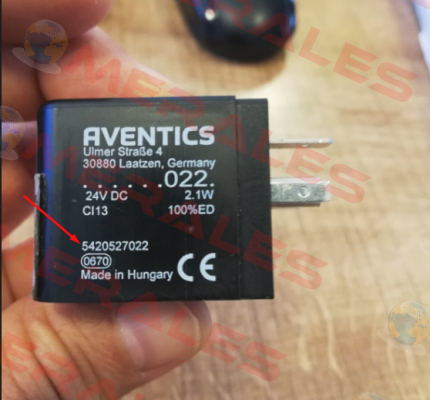 AVENTICS
Ulmer Straße 4
30880 Laatzen, Germany
. . . . . .022.
24V DC 2.1W
CI13 100%ED
5420527022
0670
Made in Hungary CE